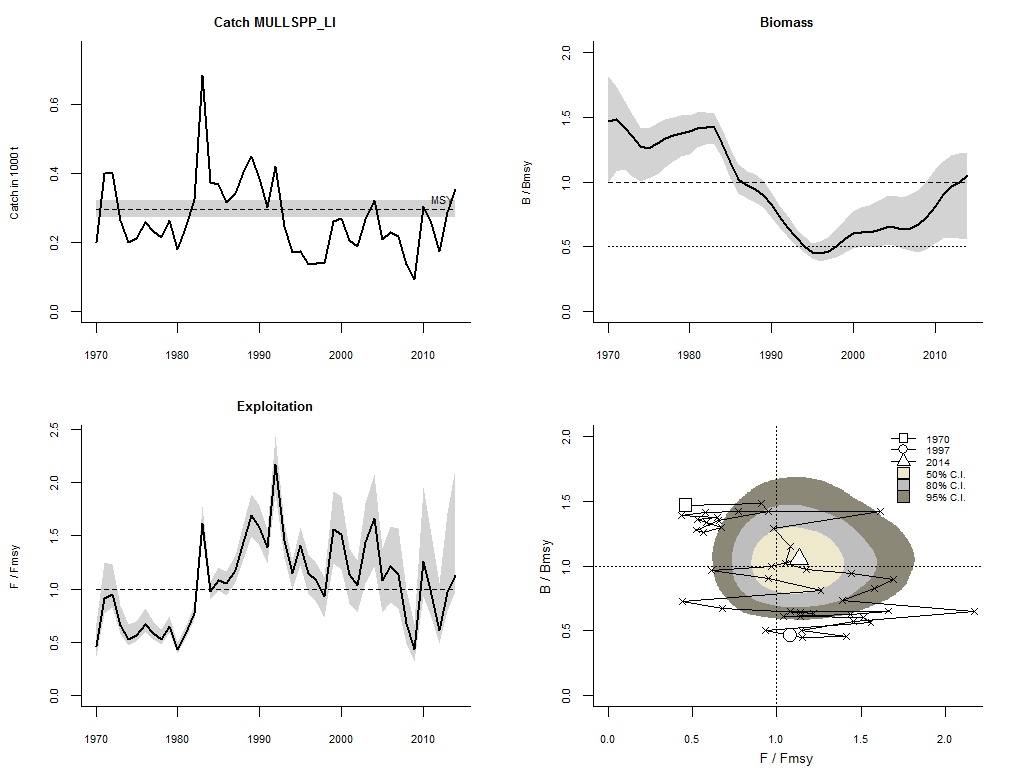 Catch MULLSPP_LI
Catch in 1000 t
0.0 0.2 0.4 0.6
MSY
1970 1980 1990 2000 2010
Biomass
B / Bmsy
0.0 0.5 1.0 1.5 2.0
1970 1980 1990 2000 2010
Exploitation
F / Fmsy
0.0 0.5 1.0 1.5 2.0 2.5
1970 1980 1990 2000 2010
B / Bmsy
0.0 0.5 1.0 1.5 2.0
1970
1997
2014
50% C.I.
80% C.I.
95% C.I.
0.0 0.5 1.0 1.5 2.0
F / Fmsy